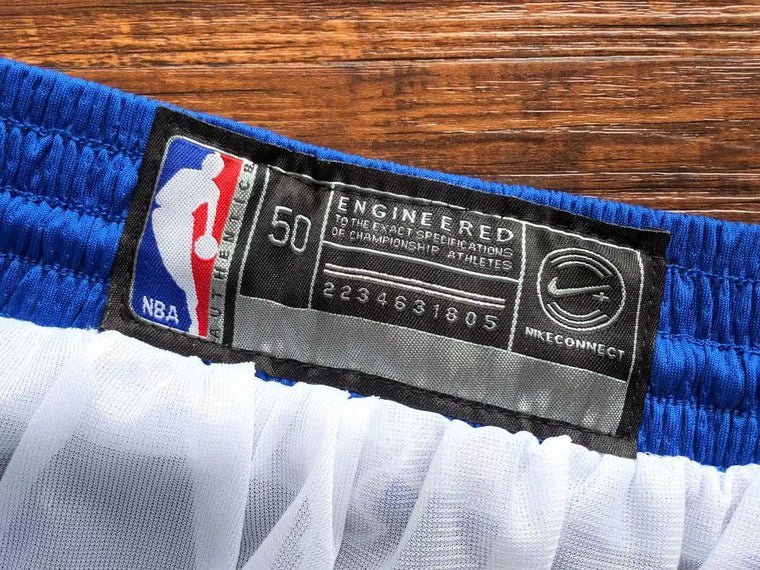 NBA
AUTHENTICS
50
ENGINEERED
TO THE EXACT SPECIFICATIONS
OF CHAMPIONSHIP ATHLETES
2234631805
NIKECONNECT